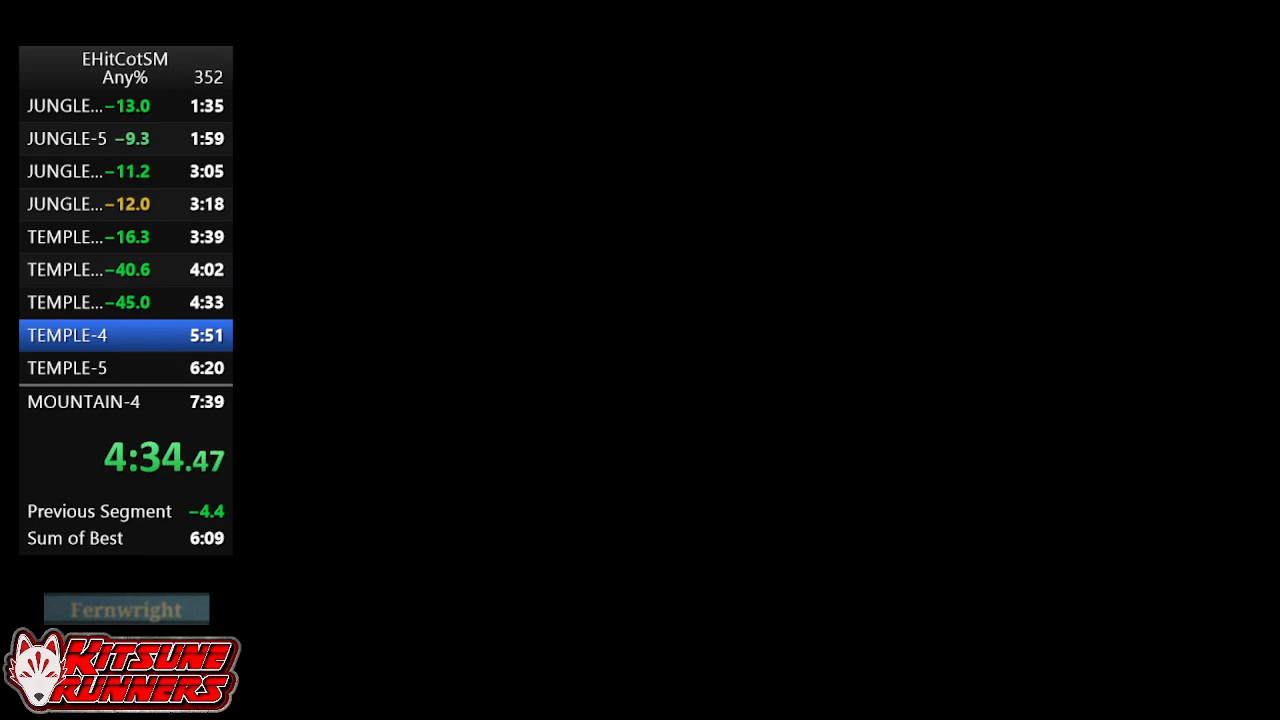 EHitCotSM
Any% 352
JUNGLE... −13.0 1:35
JUNGLE-5 −9.3 1:59
JUNGLE... −11.2 3:05
JUNGLE... −12.0 3:18
TEMPLE... −16.3 3:39
TEMPLE... −40.6 4:02
TEMPLE... −45.0 4:33
TEMPLE-4 5:51
TEMPLE-5 6:20
MOUNTAIN-4 7:39
4:34.47
Previous Segment −4.4
Sum of Best 6:09
Fernwright
KITSUNE
RUNNERS